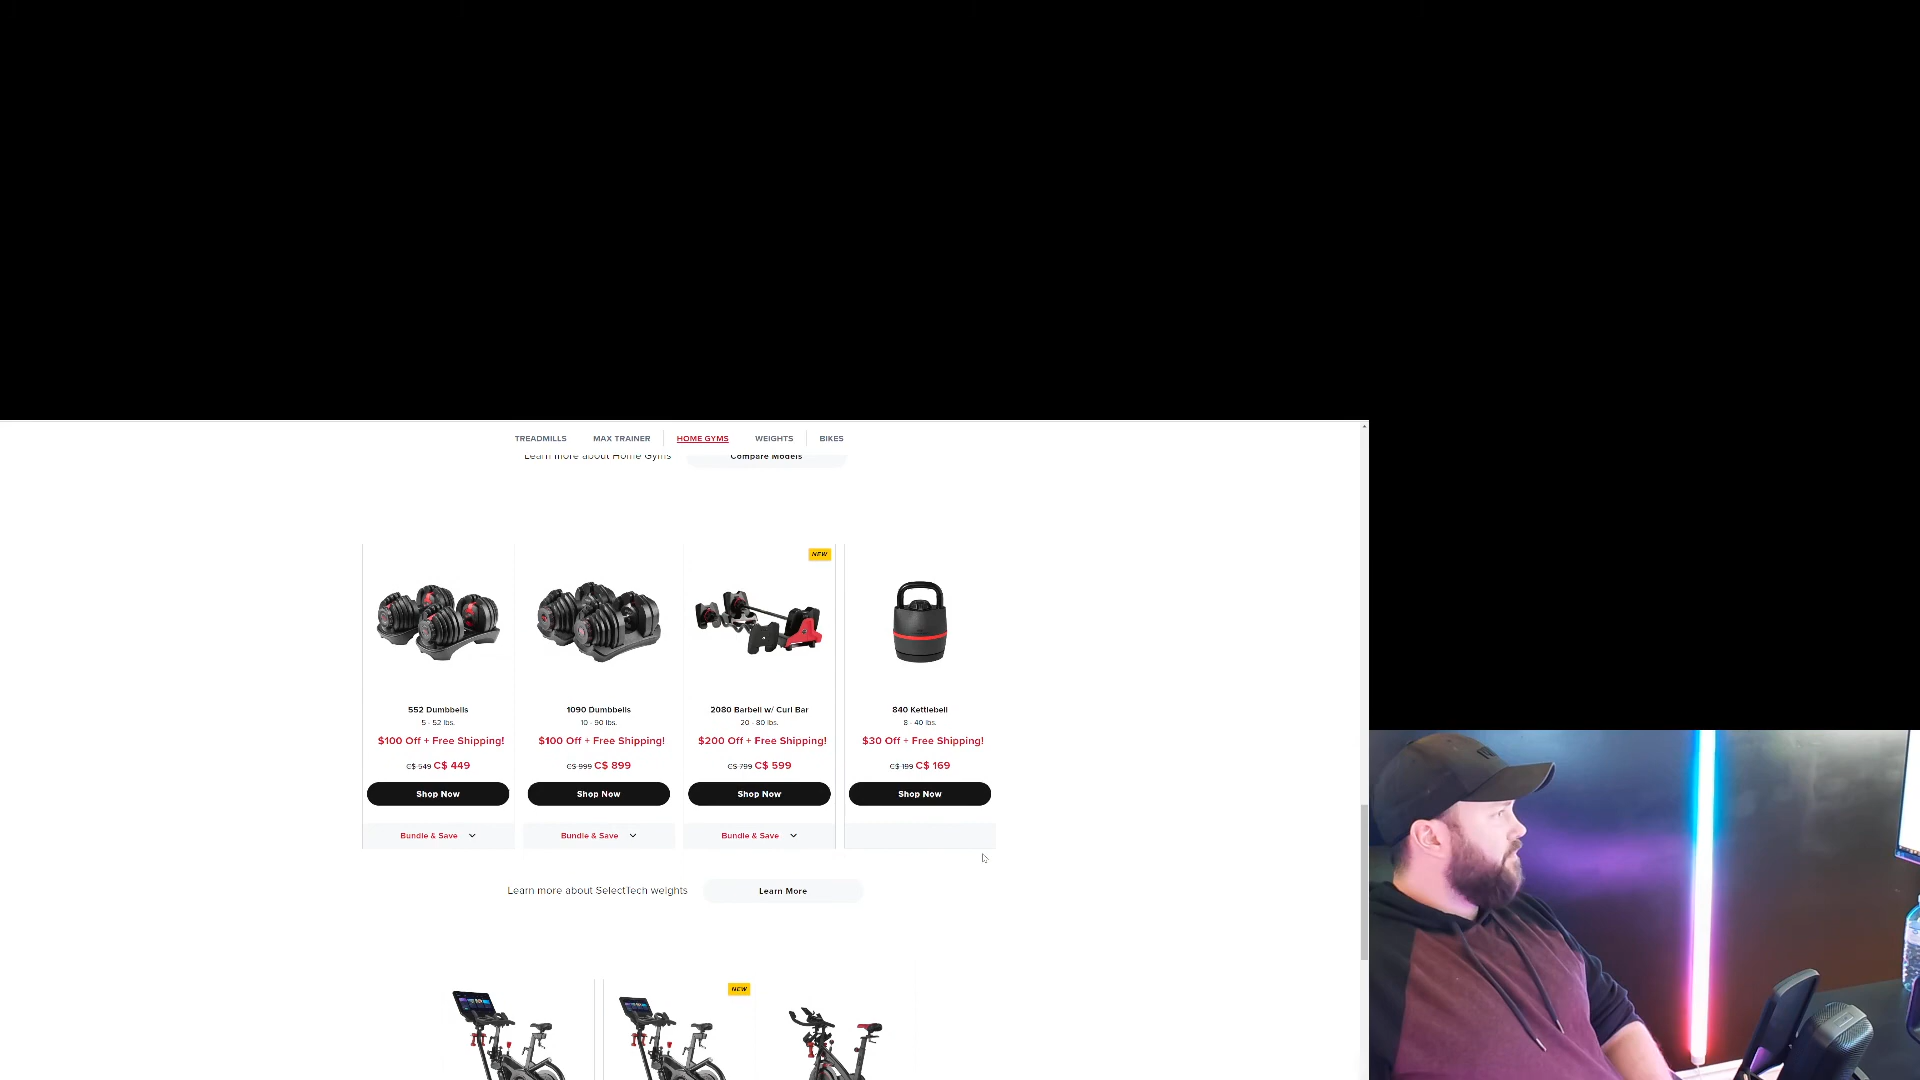 TREADMILLS MAX TRAINER HOME GYMS WEIGHTS BIKES
Learn more about Home Gyms Compare Models
NEW
552 Dumbbells 1090 Dumbbells 2080 Barbell w/ Curl Bar 840 Kettlebell
5 - 52 lbs. 10 - 90 lbs. 20 - 80 lbs. 8 - 40 lbs.
$100 Off + Free Shipping! $100 Off + Free Shipping! $200 Off + Free Shipping! $30 Off + Free Shipping!
C$ 549 C$ 449 C$ 999 C$ 899 C$ 799 C$ 599 C$ 199 C$ 169
Shop Now Shop Now Shop Now Shop Now
Bundle & Save Bundle & Save Bundle & Save
Learn more about SelectTech weights Learn More
NEW